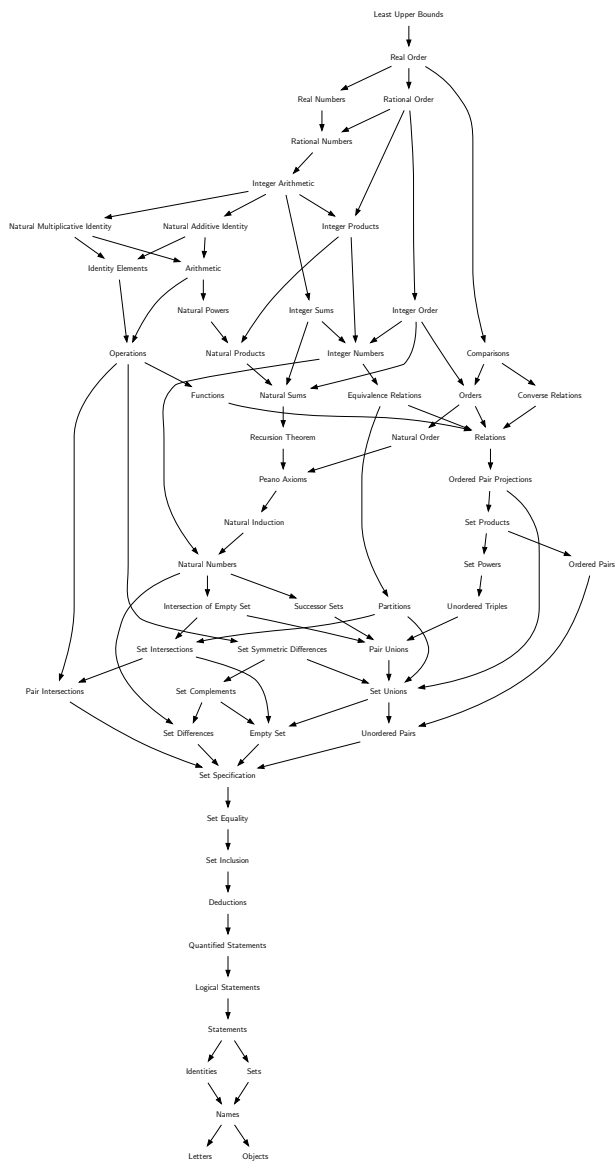 Least Upper Bounds
Real Order
Real Numbers
Rational Order
Rational Numbers
Integer Arithmetic
Natural Multiplicative Identity
Natural Additive Identity
Integer Products
Identity Elements
Arithmetic
Natural Powers
Integer Sums
Integer Order
Operations
Natural Products
Integer Numbers
Comparisons
Functions
Natural Sums
Equivalence Relations
Orders
Converse Relations
Recursion Theorem
Natural Order
Relations
Peano Axioms
Ordered Pair Projections
Natural Induction
Set Products
Natural Numbers
Set Powers
Ordered Pairs
Intersection of Empty Set
Successor Sets
Partitions
Unordered Triples
Set Intersections
Set Symmetric Differences
Pair Unions
Pair Intersections
Set Complements
Set Unions
Set Differences
Empty Set
Unordered Pairs
Set Specification
Set Equality
Set Inclusion
Deductions
Quantified Statements
Logical Statements
Statements
Identities
Sets
Names
Letters
Objects